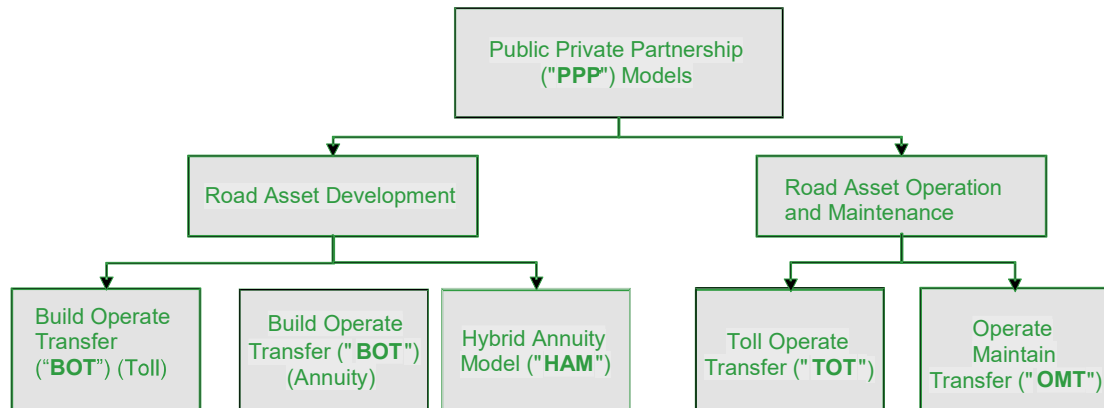 Public Private Partnership
("PPP") Models
Road Asset Development
Road Asset Operation
and Maintenance
Build Operate
Transfer
(“BOT”) (Toll)
Build Operate
Transfer ("BOT")
(Annuity)
Hybrid Annuity
Model ("HAM")
Toll Operate
Transfer ("TOT")
Operate
Maintain
Transfer ("OMT")